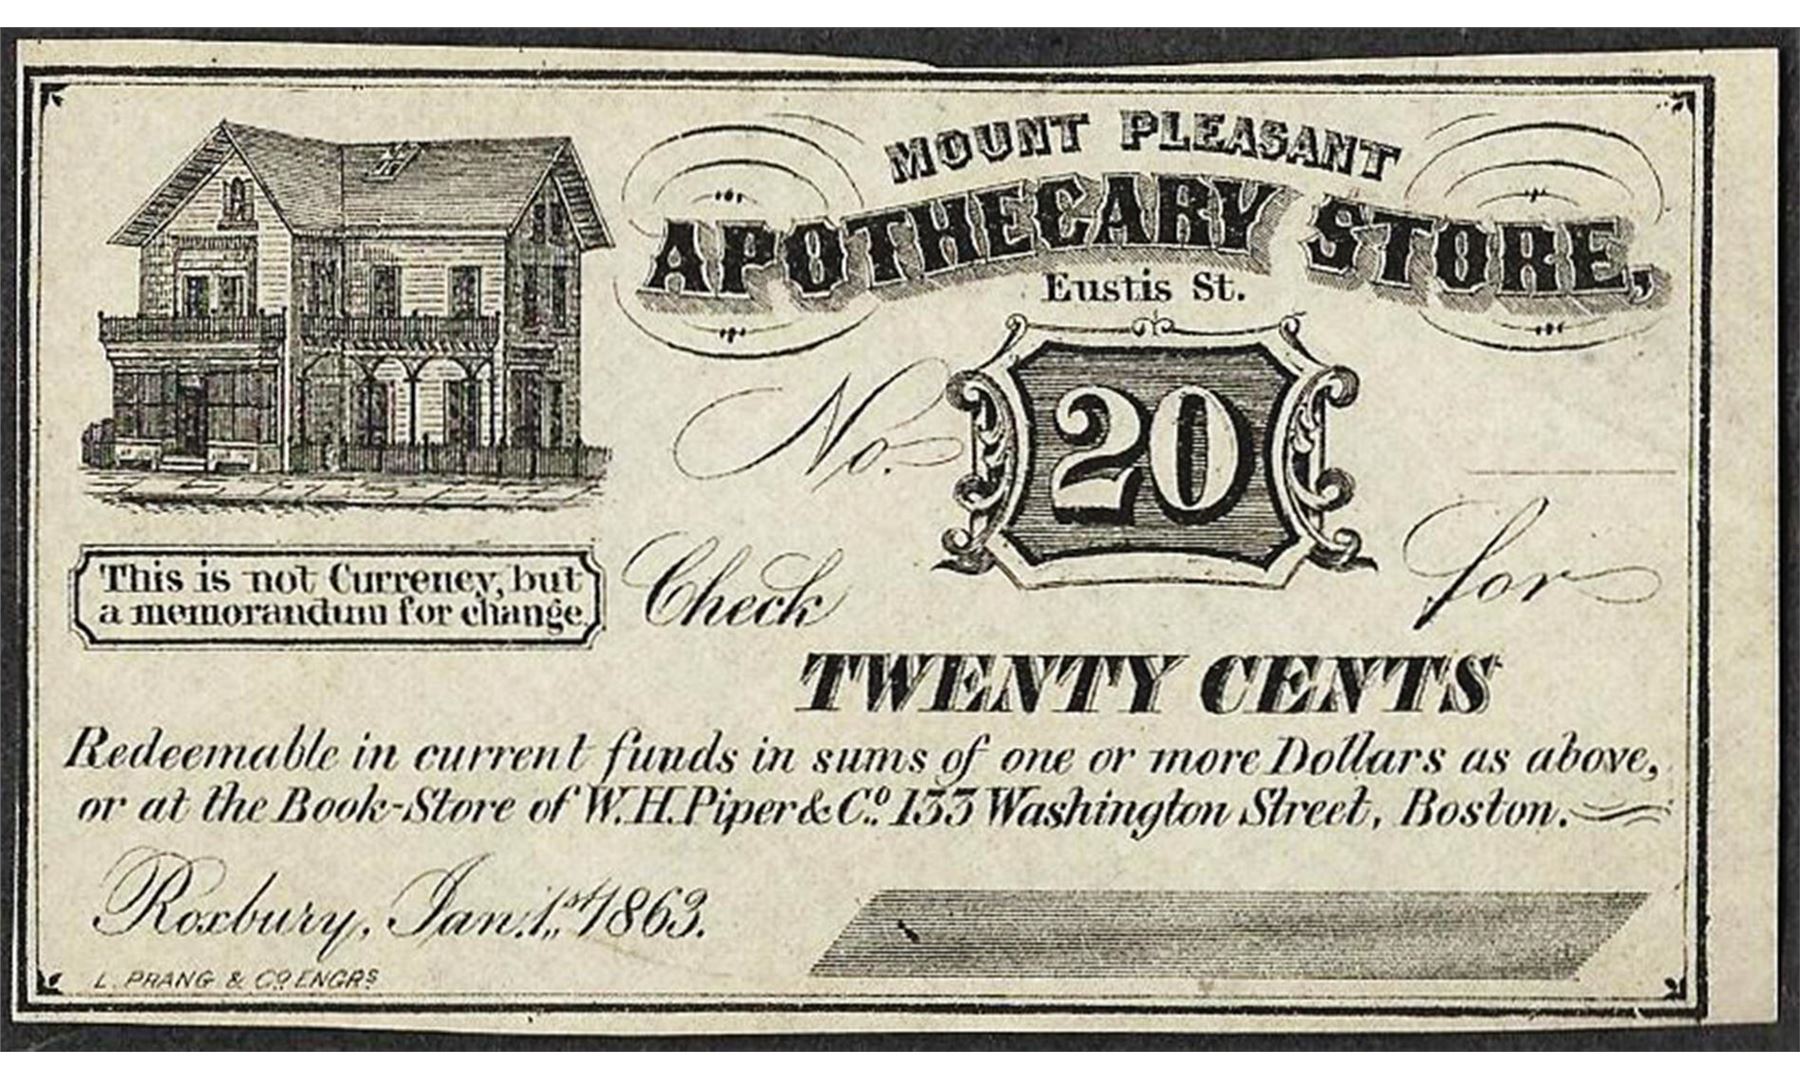 MOUNT PLEASANT
APOTHECARY STORE,
Eustis St.
No. 20
This is not Currency, but
a memorandum for change.
Check for
TWENTY CENTS
Redeemable in current funds in sums of one or more Dollars as above,
or at the Book-Store of W. H. Piper & Co. 133 Washington Street, Boston.
Roxbury, Jan. 1st 1863.
L. PRANG & CO ENGRS